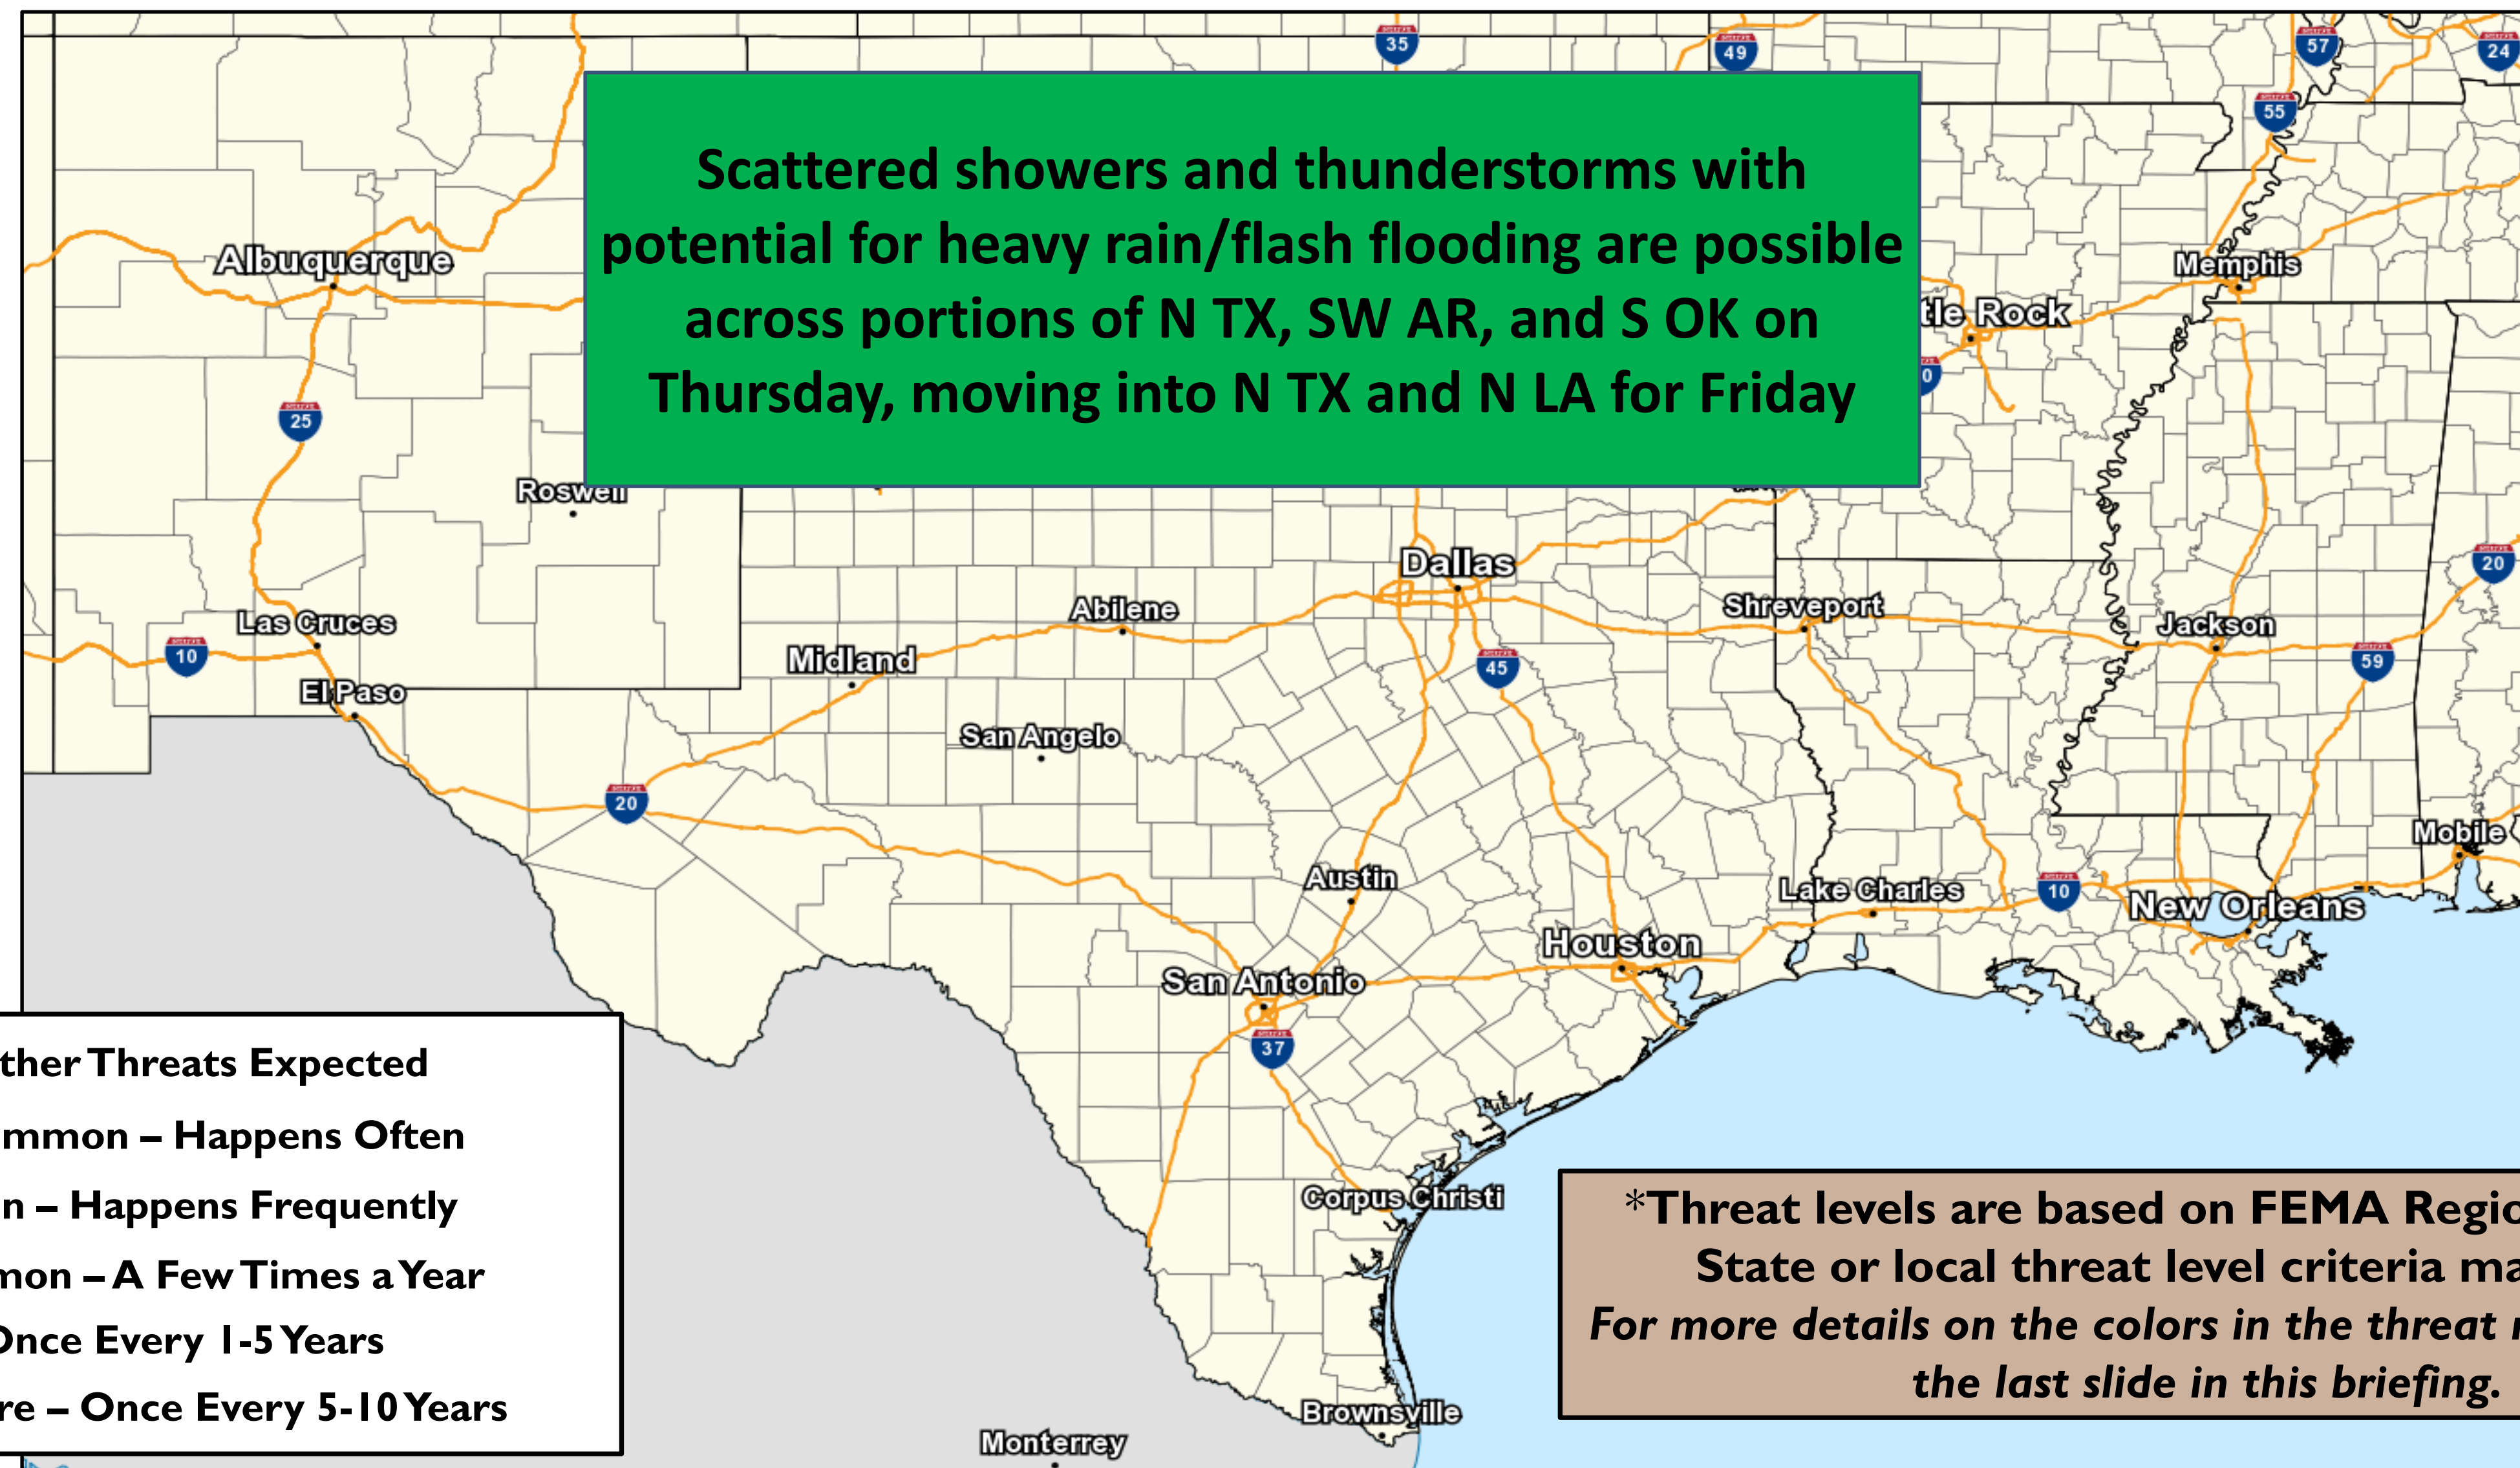 35
49
57
24
55
Scattered showers and thunderstorms with
potential for heavy rain/flash flooding are possible
across portions of N TX, SW AR, and S OK on
Thursday, moving into N TX and N LA for Friday
Albuquerque
Memphis
tle Rock
0
25
Roswell
Dallas
20
Abilene
Shreveport
Las Cruces
Jackson
10
Midland
45
59
El Paso
San Angelo
20
Mobile
Austin
Lake Charles
10
New Orleans
Houston
San Antonio
37
ther Threats Expected
mmon – Happens Often
n – Happens Frequently
mon – A Few Times a Year
Once Every 1-5 Years
re – Once Every 5-10 Years
Corpus Christi
*Threat levels are based on FEMA Regio
State or local threat level criteria ma
For more details on the colors in the threat
the last slide in this briefing.
Brownsville
Monterrey